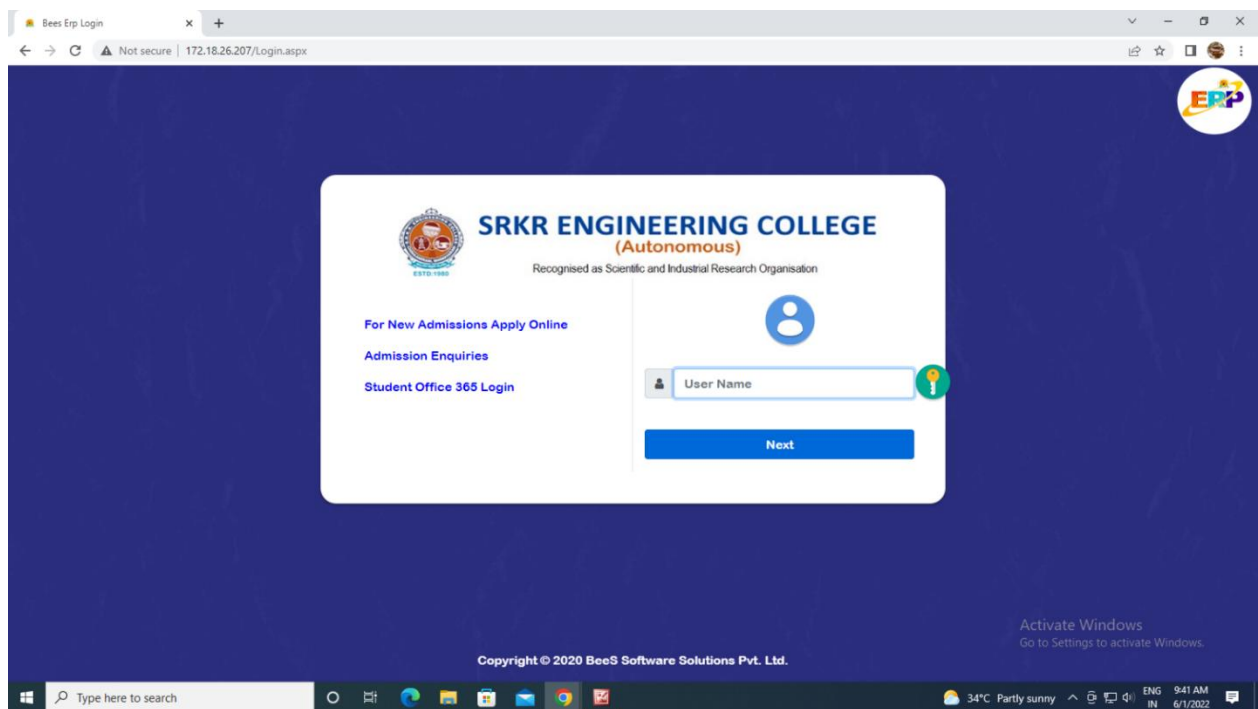 Bees Erp Login
Not secure | 172.18.26.207/Login.aspx
ERP
SRKR ENGINEERING COLLEGE
(Autonomous)
Recognised as Scientific and Industrial Research Organisation
ESTD-1980
For New Admissions Apply Online
Admission Enquiries
Student Office 365 Login
User Name
Next
Activate Windows
Go to Settings to activate Windows.
Copyright © 2020 BeeS Software Solutions Pvt. Ltd.
Type here to search
34°C Partly sunny
ENG
IN
9:41 AM
6/1/2022